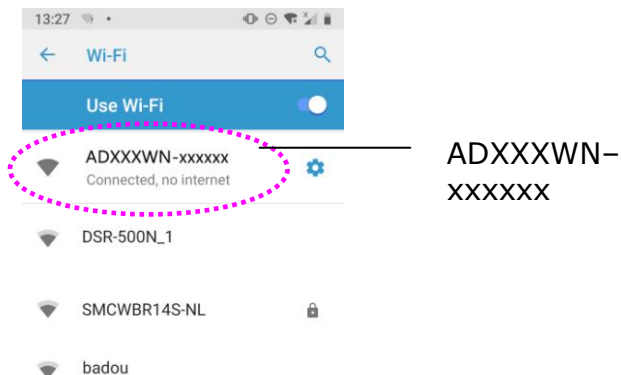 13:27
Wi-Fi
Use Wi-Fi
ADXXXWN-xxxxxx
Connected, no internet
ADXXXWN–
xxxxxx
DSR-500N_1
SMCWBR14S-NL
badou